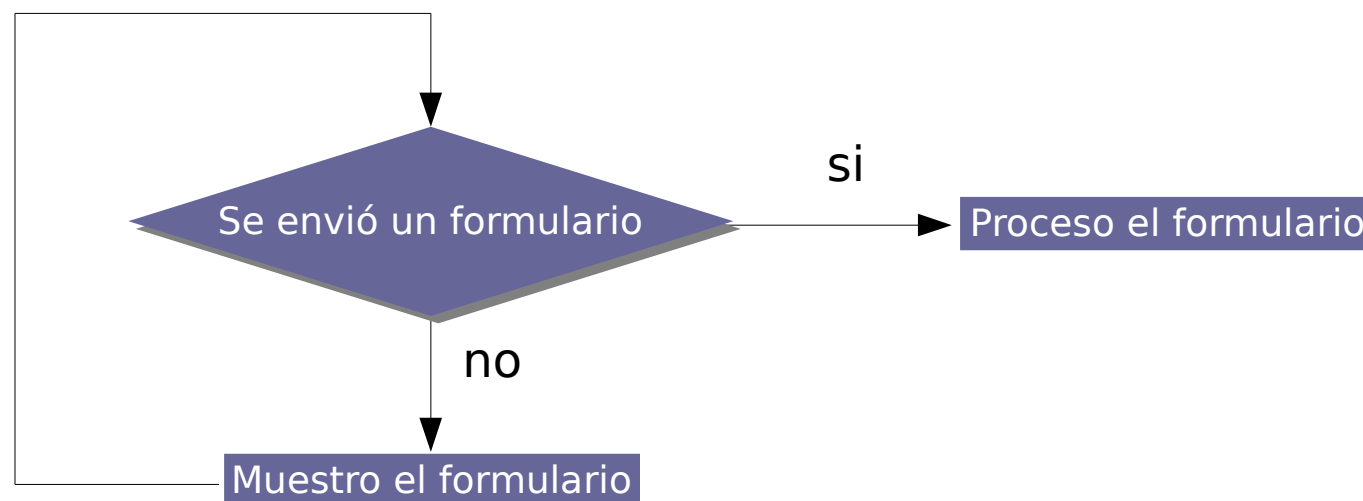 si
Se envió un formulario
Proceso el formulario
no
Muestro el formulario